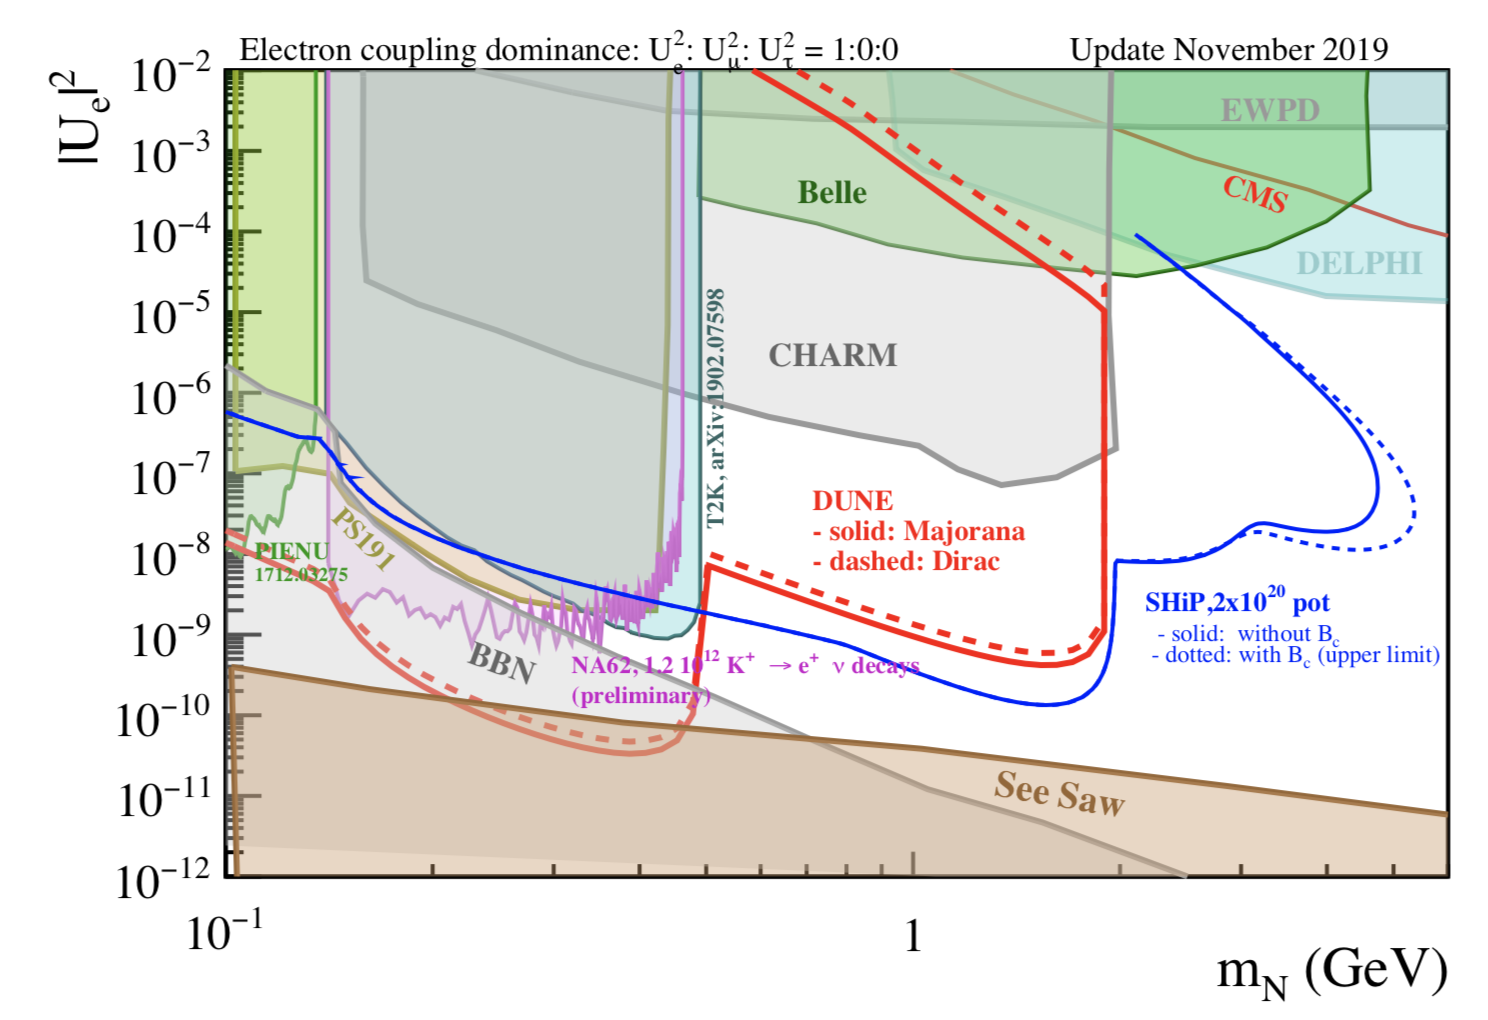 Electron coupling dominance: U²ₑ: U²μ: U²τ = 1:0:0
Update November 2019
|Uₑ|²
10⁻²
10⁻³
10⁻⁴
10⁻⁵
10⁻⁶
10⁻⁷
10⁻⁸
10⁻⁹
10⁻¹⁰
10⁻¹¹
10⁻¹²
EWPD
Belle
CMS
DELPHI
CHARM
T2K, arXiv:1902.07598
DUNE
- solid: Majorana
- dashed: Dirac
PS191
PIENU
1712.03275
SHiP,2x10²⁰ pot
- solid: without B_c
- dotted: with B_c (upper limit)
BBN
NA62, 1.2 10¹² K⁺ → e⁺ ν decays
(preliminary)
See Saw
10⁻¹
1
m_N (GeV)